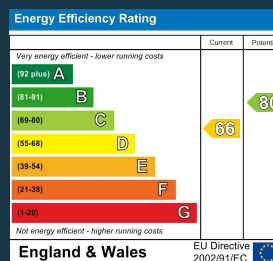 Energy Efficiency Rating
Current
Very energy efficient - lower running costs
(92 plus) A
(81-91) B
(69-80) C
66
(55-68) D
(39-54) E
(21-38) F
(1-20) G
Not energy efficient - higher running costs
England & Wales
EU Directive
2002/91/EC